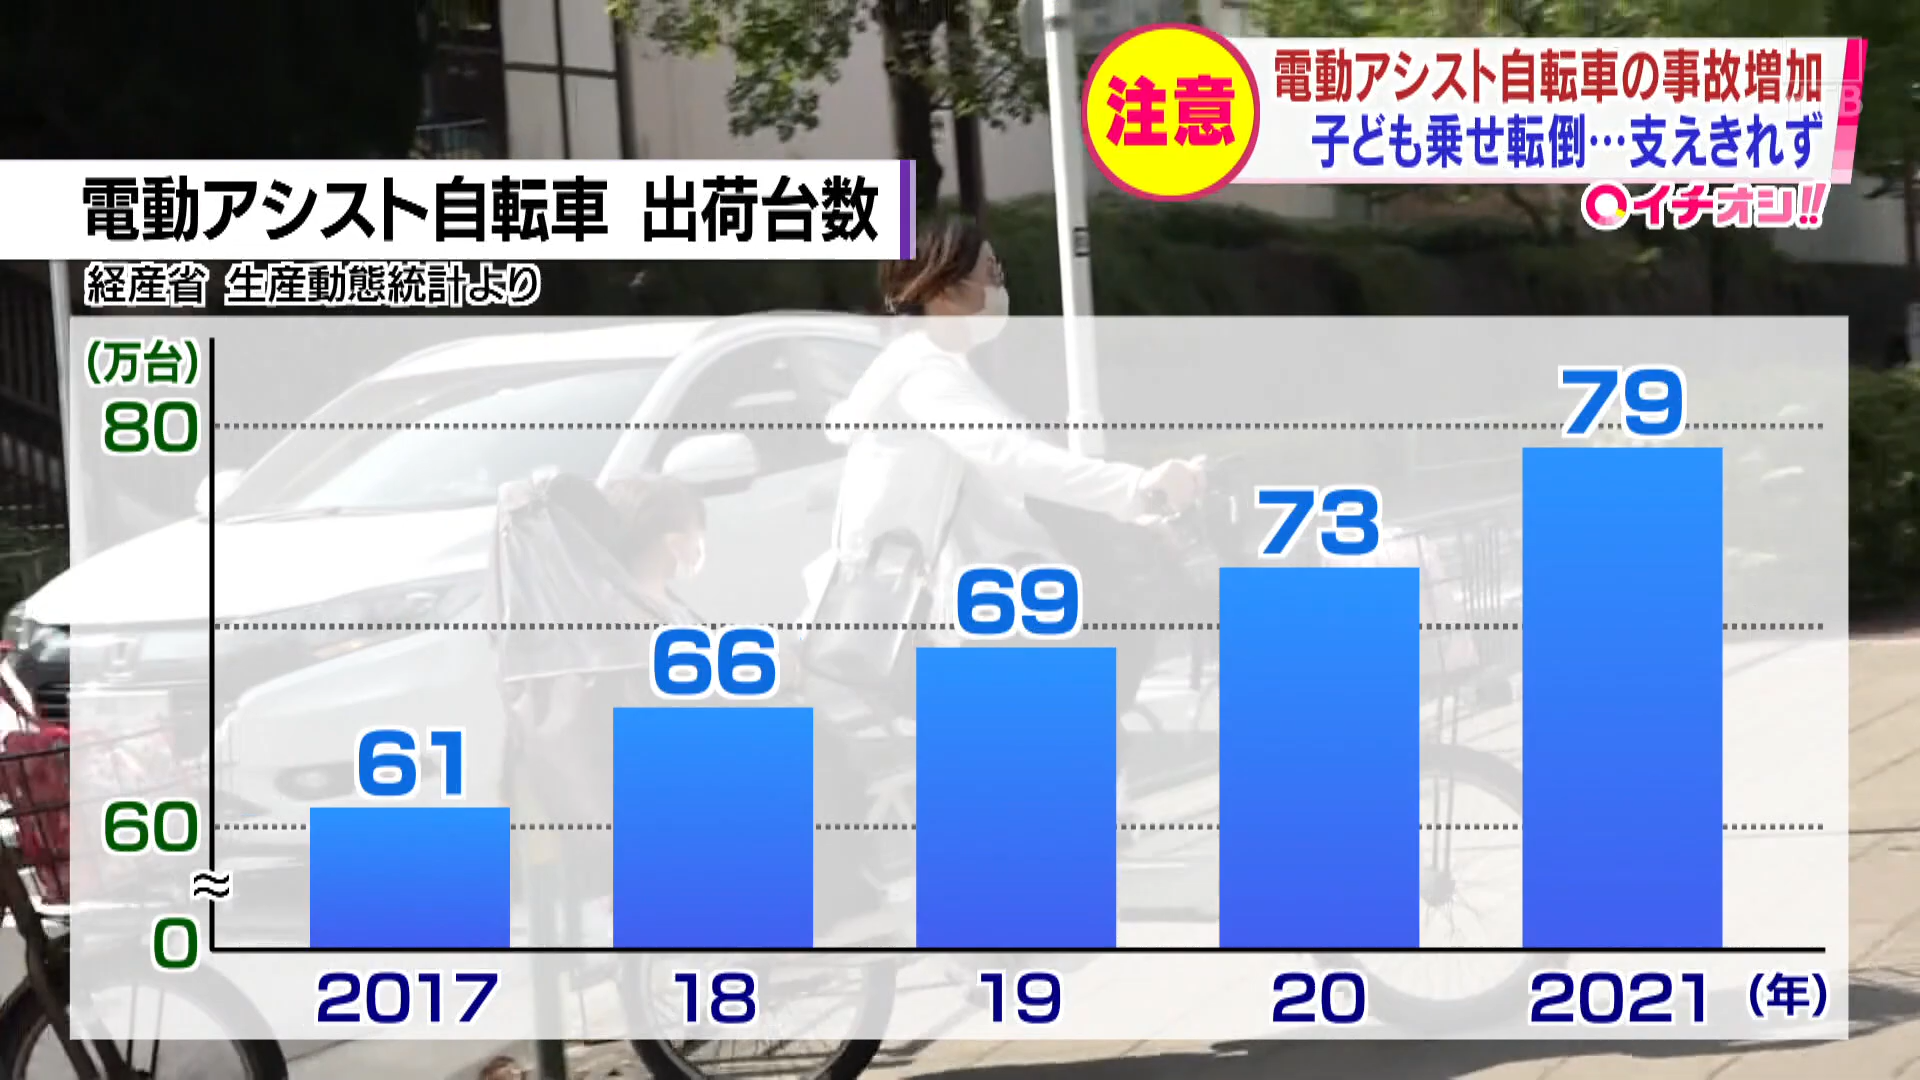 注意
電動アシスト自転車の事故増加
子ども乗せ転倒…支えきれず
イチオシ!!
電動アシスト自転車 出荷台数
経産省 生産動態統計より
(万台)
80
60
0
61
66
69
73
79
2017 18 19 20 2021 (年)